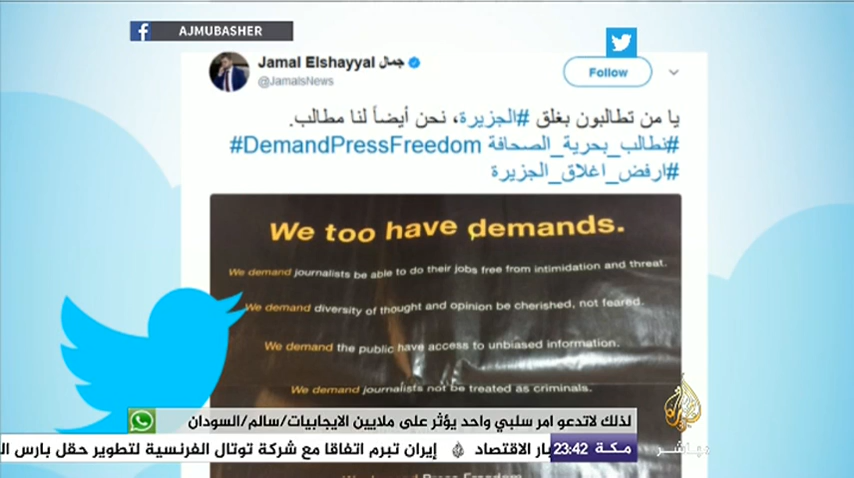 AJMUBASHER
Jamal Elshayyal جمال
@JamalsNews
Follow
يا من تطالبون بغلق #الجزيرة، نحن أيضاً لنا مطالب.
#نطالب_بحرية_الصحافة #DemandPressFreedom
#ارفض_اغلاق_الجزيرة
We too have demands.
We demand journalists be able to do their jobs free from intimidation and threat.
We demand diversity of thought and opinion be cherished, not feared.
We demand the public have access to unbiased information.
We demand journalists not be treated as criminals.
لذلك لاتدعو امر سلبي واحد يؤثر على ملايين الايجابيات/سالم/السودان
مباشر
مكة 23:42
بار الاقتصاد إيران تبرم اتفاقا مع شركة توتال الفرنسية لتطوير حقل بارس ال
Press Freedom